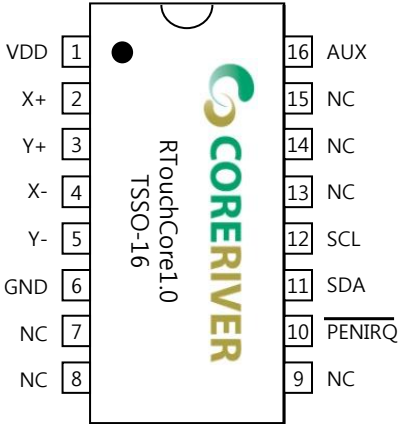 VDD 1 16 AUX
X+ 2 15 NC
Y+ 3 14 NC
X- 4 13 NC
Y- 5 12 SCL
GND 6 11 SDA
NC 7 10 PENIRQ
NC 8 9 NC
CORERIVER
RTouchCore1.0
TSSO-16